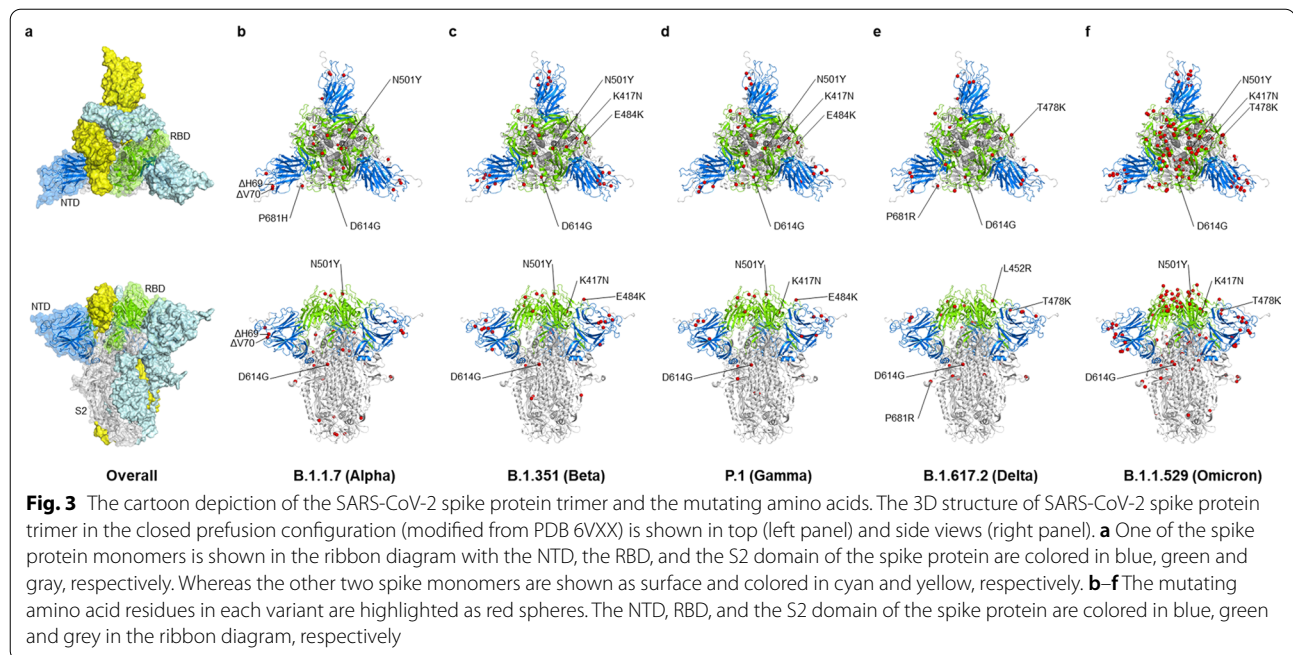 a b c d e f
N501Y N501Y N501Y N501Y
K417N K417N K417N
E484K E484K T478K T478K
RBD
NTD
ΔH69
ΔV70
P681H P681R
D614G D614G D614G D614G D614G
RBD
NTD
N501Y N501Y N501Y L452R N501Y
K417N K417N K417N
E484K E484K T478K T478K
ΔH69
ΔV70
D614G D614G D614G D614G D614G
S2
P681R
Overall B.1.1.7 (Alpha) B.1.351 (Beta) P.1 (Gamma) B.1.617.2 (Delta) B.1.1.529 (Omicron)
Fig. 3 The cartoon depiction of the SARS-CoV-2 spike protein trimer and the mutating amino acids. The 3D structure of SARS-CoV-2 spike protein
trimer in the closed prefusion configuration (modified from PDB 6VXX) is shown in top (left panel) and side views (right panel). a One of the spike
protein monomers is shown in the ribbon diagram with the NTD, the RBD, and the S2 domain of the spike protein are colored in blue, green and
gray, respectively. Whereas the other two spike monomers are shown as surface and colored in cyan and yellow, respectively. b–f The mutating
amino acid residues in each variant are highlighted as red spheres. The NTD, RBD, and the S2 domain of the spike protein are colored in blue, green
and grey in the ribbon diagram, respectively